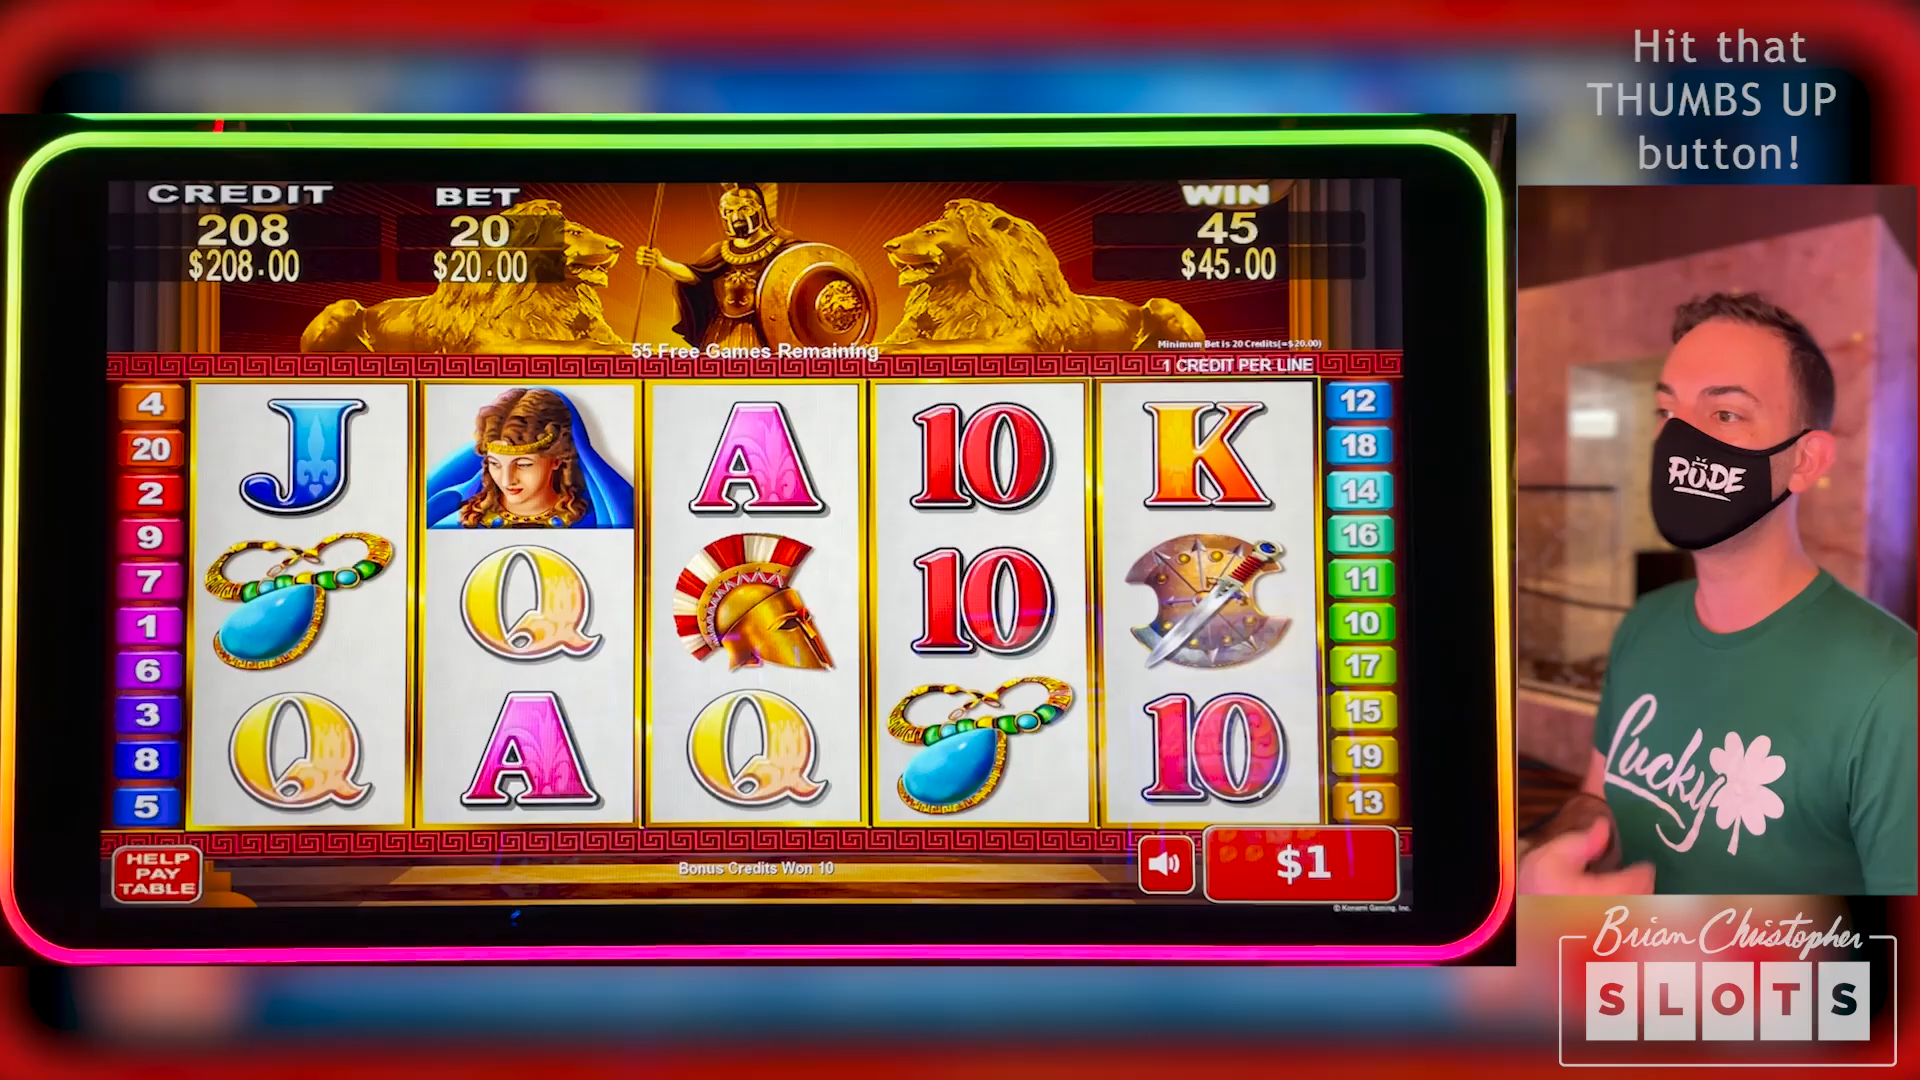 Hit that
THUMBS UP
button!
CREDIT
208
$208.00
BET
20
$20.00
WIN
45
$45.00
55 Free Games Remaining
Minimum Bet is 20 Credits(=$20.00)
1 CREDIT PER LINE
4
20
2
9
7
1
6
3
8
5
J
A
10
K
Q
10
Q
A
Q
10
12
18
14
16
11
10
17
15
19
13
RUDE
Lucky
HELP
PAY
TABLE
Bonus Credits Won 10
$1
© Konami Gaming, Inc.
Brian Christopher
SLOTS